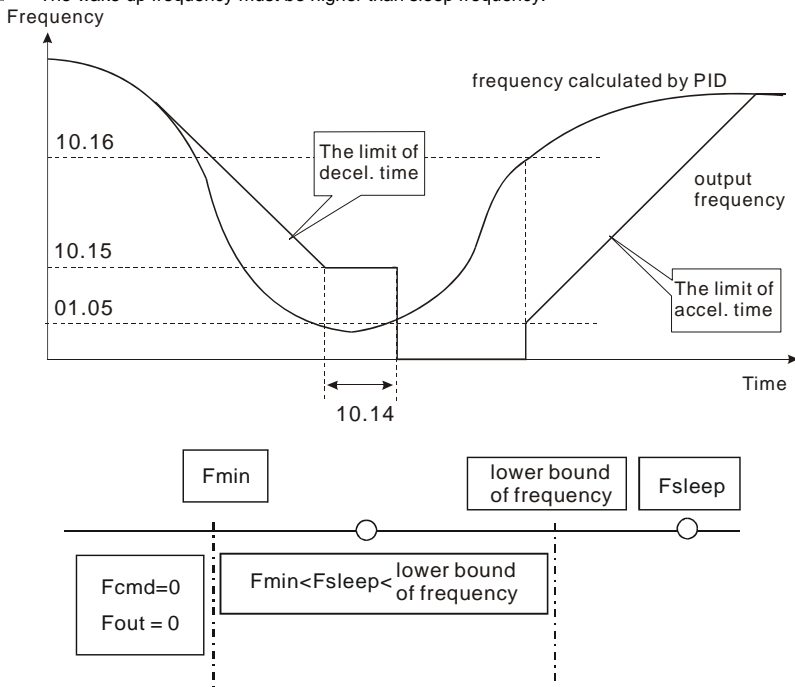 The wake-up frequency must be higher than sleep frequency.
Frequency
frequency calculated by PID
10.16
The limit of
decel. time
output
frequency
10.15
The limit of
accel. time
01.05
Time
10.14
Fmin
lower bound
of frequency
Fsleep
Fcmd=0
Fout = 0
Fmin<Fsleep< lower bound
of frequency